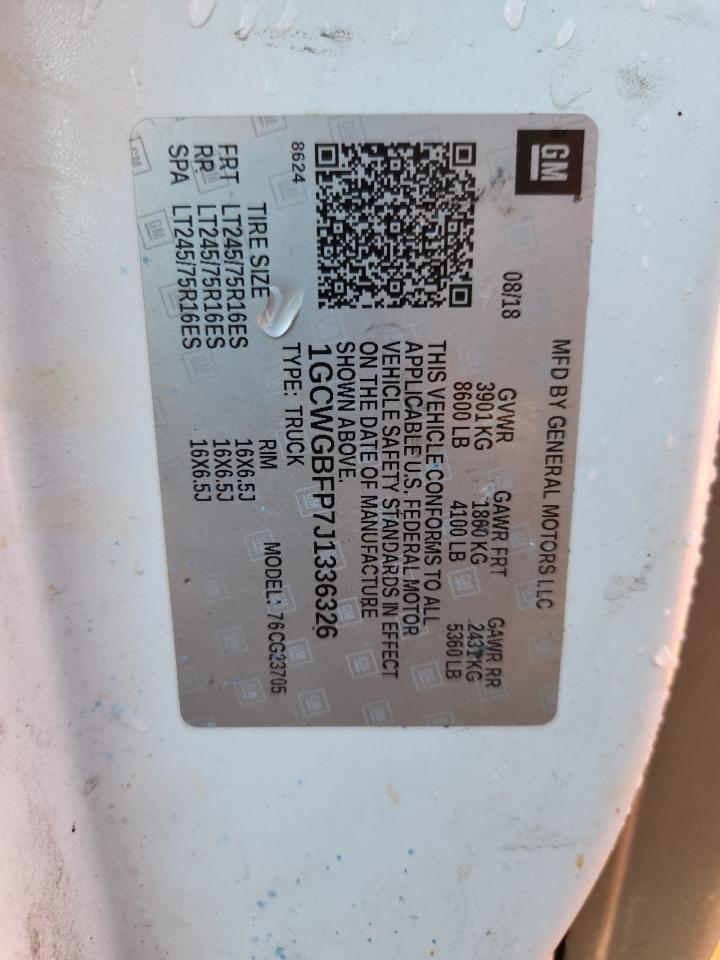 GM
MFD BY GENERAL MOTORS LLC
08/18
GVWR GAWR FRT GAWR RR
3901 KG 1860 KG 2431 KG
8600 LB 4100 LB 5360 LB
THIS VEHICLE CONFORMS TO ALL
APPLICABLE U.S. FEDERAL MOTOR
VEHICLE SAFETY STANDARDS IN EFFECT
ON THE DATE OF MANUFACTURE
SHOWN ABOVE.
1GCWGBFP7J1336326
TYPE: TRUCK MODEL: 76CG23705
8624
TIRE SIZE RIM
FRT LT245/75R16ES 16X6.5J
RR LT245/75R16ES 16X6.5J
SPA LT245/75R16ES 16X6.5J